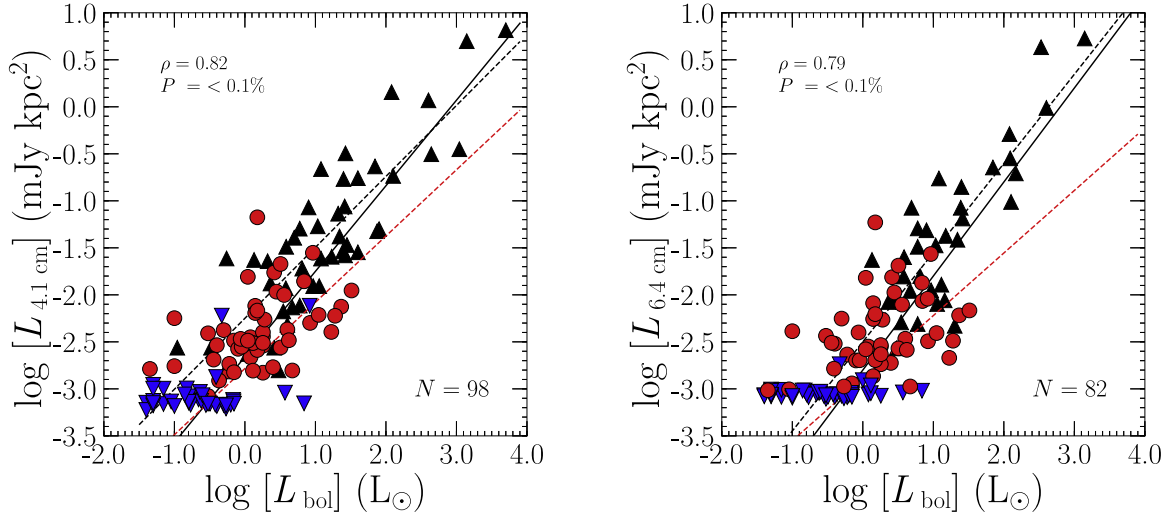 log [L 4.1 cm] (mJy kpc²)
1.0
0.5
0.0
-0.5
-1.0
-1.5
-2.0
-2.5
-3.0
-3.5
ρ = 0.82
P = < 0.1%
N = 98
-2.0 -1.0 0.0 1.0 2.0 3.0 4.0
log [L bol] (L⊙)
log [L 6.4 cm] (mJy kpc²)
1.0
0.5
0.0
-0.5
-1.0
-1.5
-2.0
-2.5
-3.0
-3.5
ρ = 0.79
P = < 0.1%
N = 82
-2.0 -1.0 0.0 1.0 2.0 3.0 4.0
log [L bol] (L⊙)